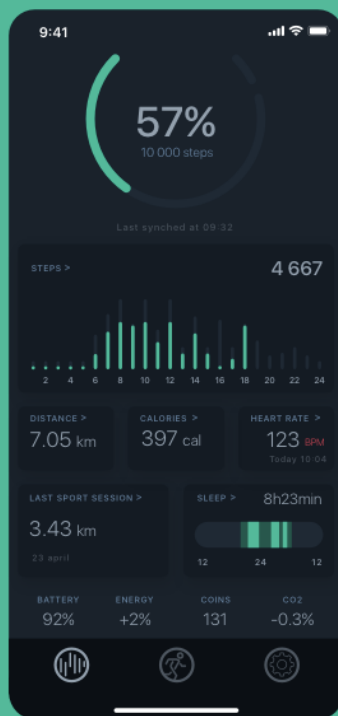 9:41
57%
10 000 steps
Last synched at 09:32
STEPS > 4 667
2 4 6 8 10 12 14 16 18 20 22 24
DISTANCE >
7.05 km
CALORIES >
397 cal
HEART RATE >
123 BPM
Today 10:04
LAST SPORT SESSION >
3.43 km
23 april
SLEEP > 8h23min
12 24 12
BATTERY ENERGY COINS CO2
92% +2% 131 -0.3%